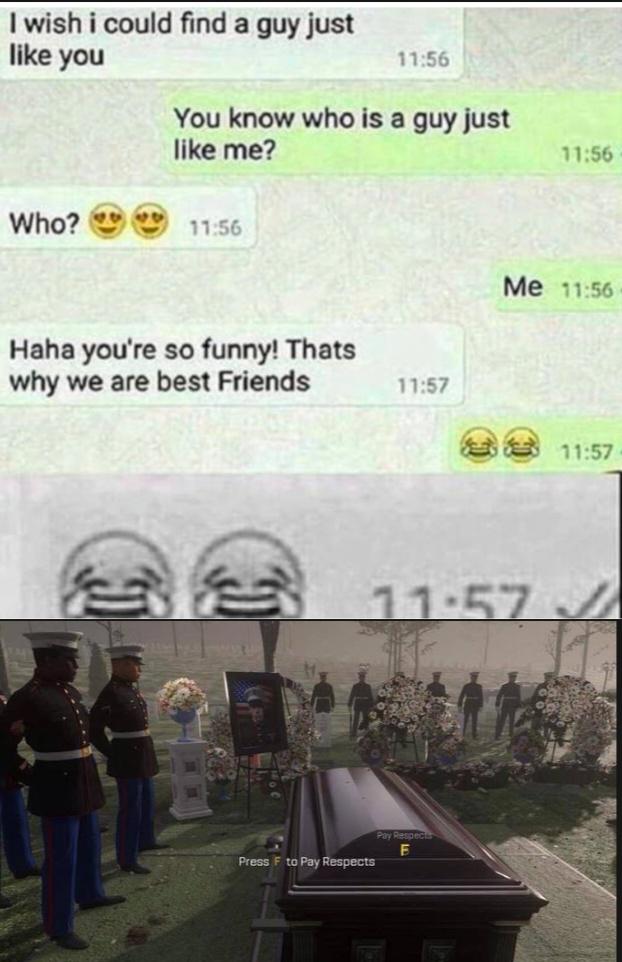 I wish i could find a guy just
like you
11:56
You know who is a guy just
like me?
11:56
Who? 😍😍 11:56
Me 11:56
Haha you're so funny! Thats
why we are best Friends
11:57
😂😂 11:57
😂😂 11:57
Pay Respects
F
Press F to Pay Respects